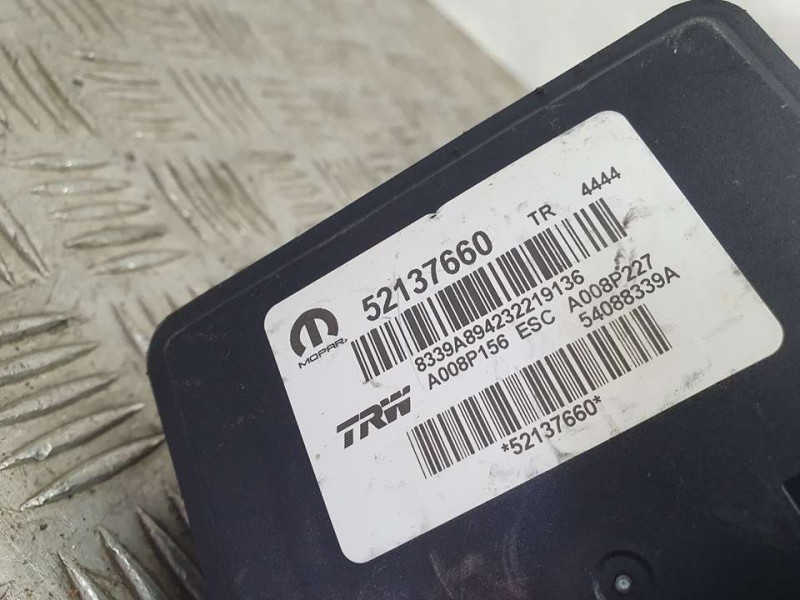 52137660 TR 4444
MOPAR
8339A894232219136
A008P156 ESC A008P227
54088339A
TRW
*52137660*